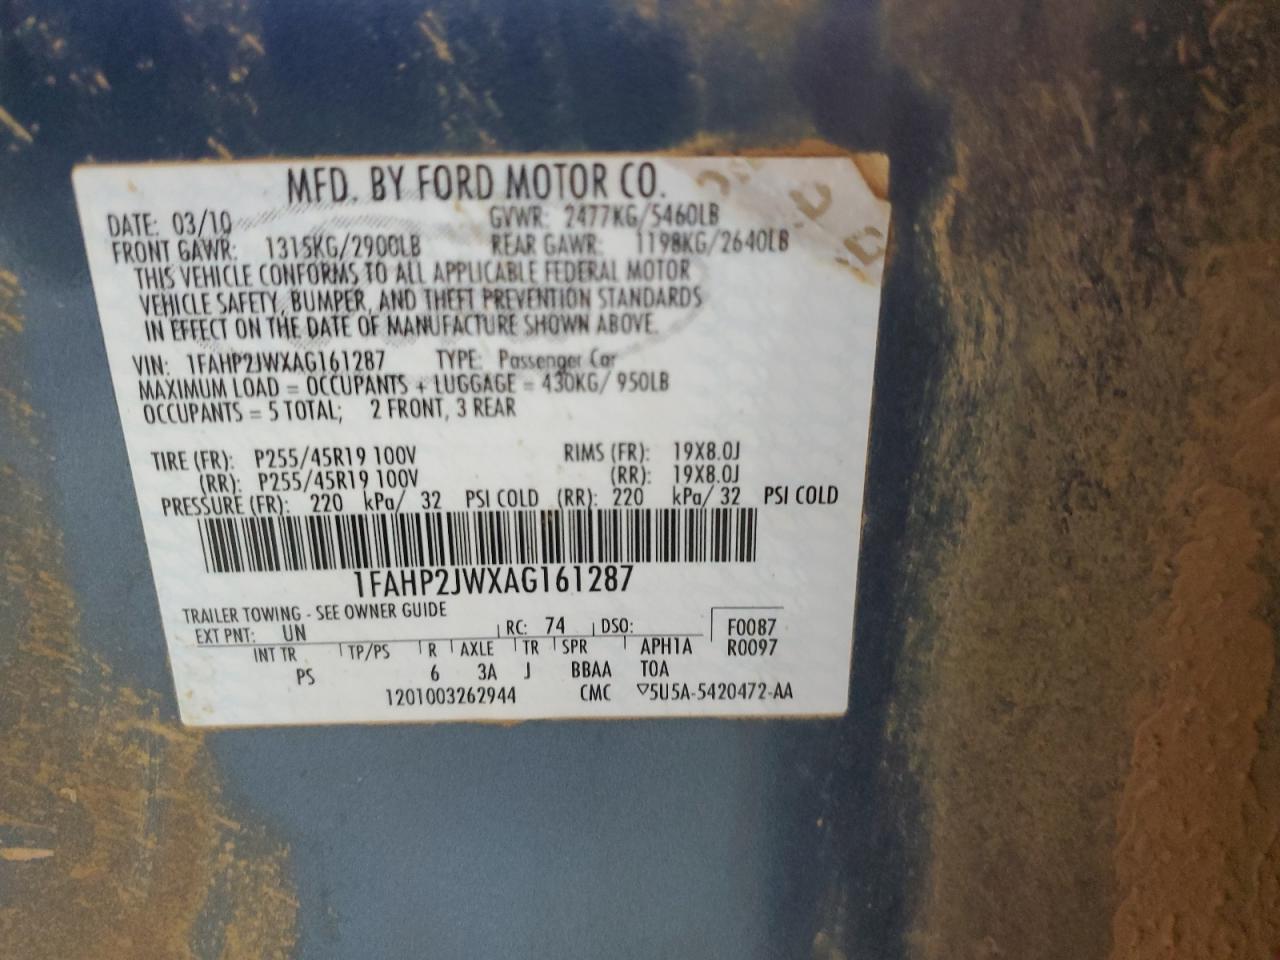 MFD. BY FORD MOTOR CO.
DATE: 03/10 GVWR: 2477KG/5460LB
FRONT GAWR: 1315KG/2900LB REAR GAWR: 1198KG/2640LB
THIS VEHICLE CONFORMS TO ALL APPLICABLE FEDERAL MOTOR
VEHICLE SAFETY, BUMPER, AND THEFT PREVENTION STANDARDS
IN EFFECT ON THE DATE OF MANUFACTURE SHOWN ABOVE.
VIN: 1FAHP2JWXAG161287 TYPE: Passenger Car
MAXIMUM LOAD = OCCUPANTS + LUGGAGE = 430KG/ 950LB
OCCUPANTS = 5 TOTAL; 2 FRONT, 3 REAR
TIRE (FR): P255/45R19 100V RIMS (FR): 19X8.0J
(RR): P255/45R19 100V (RR): 19X8.0J
PRESSURE (FR): 220 kPa/ 32 PSI COLD (RR): 220 kPa/ 32 PSI COLD
1FAHP2JWXAG161287
TRAILER TOWING - SEE OWNER GUIDE
EXT PNT: UN RC: 74 DSO: F0087
INT TR TP/PS R AXLE TR SPR APH1A R0097
PS 6 3A J BBAA TOA
1201003262944 CMC ▽5U5A-5420472-AA